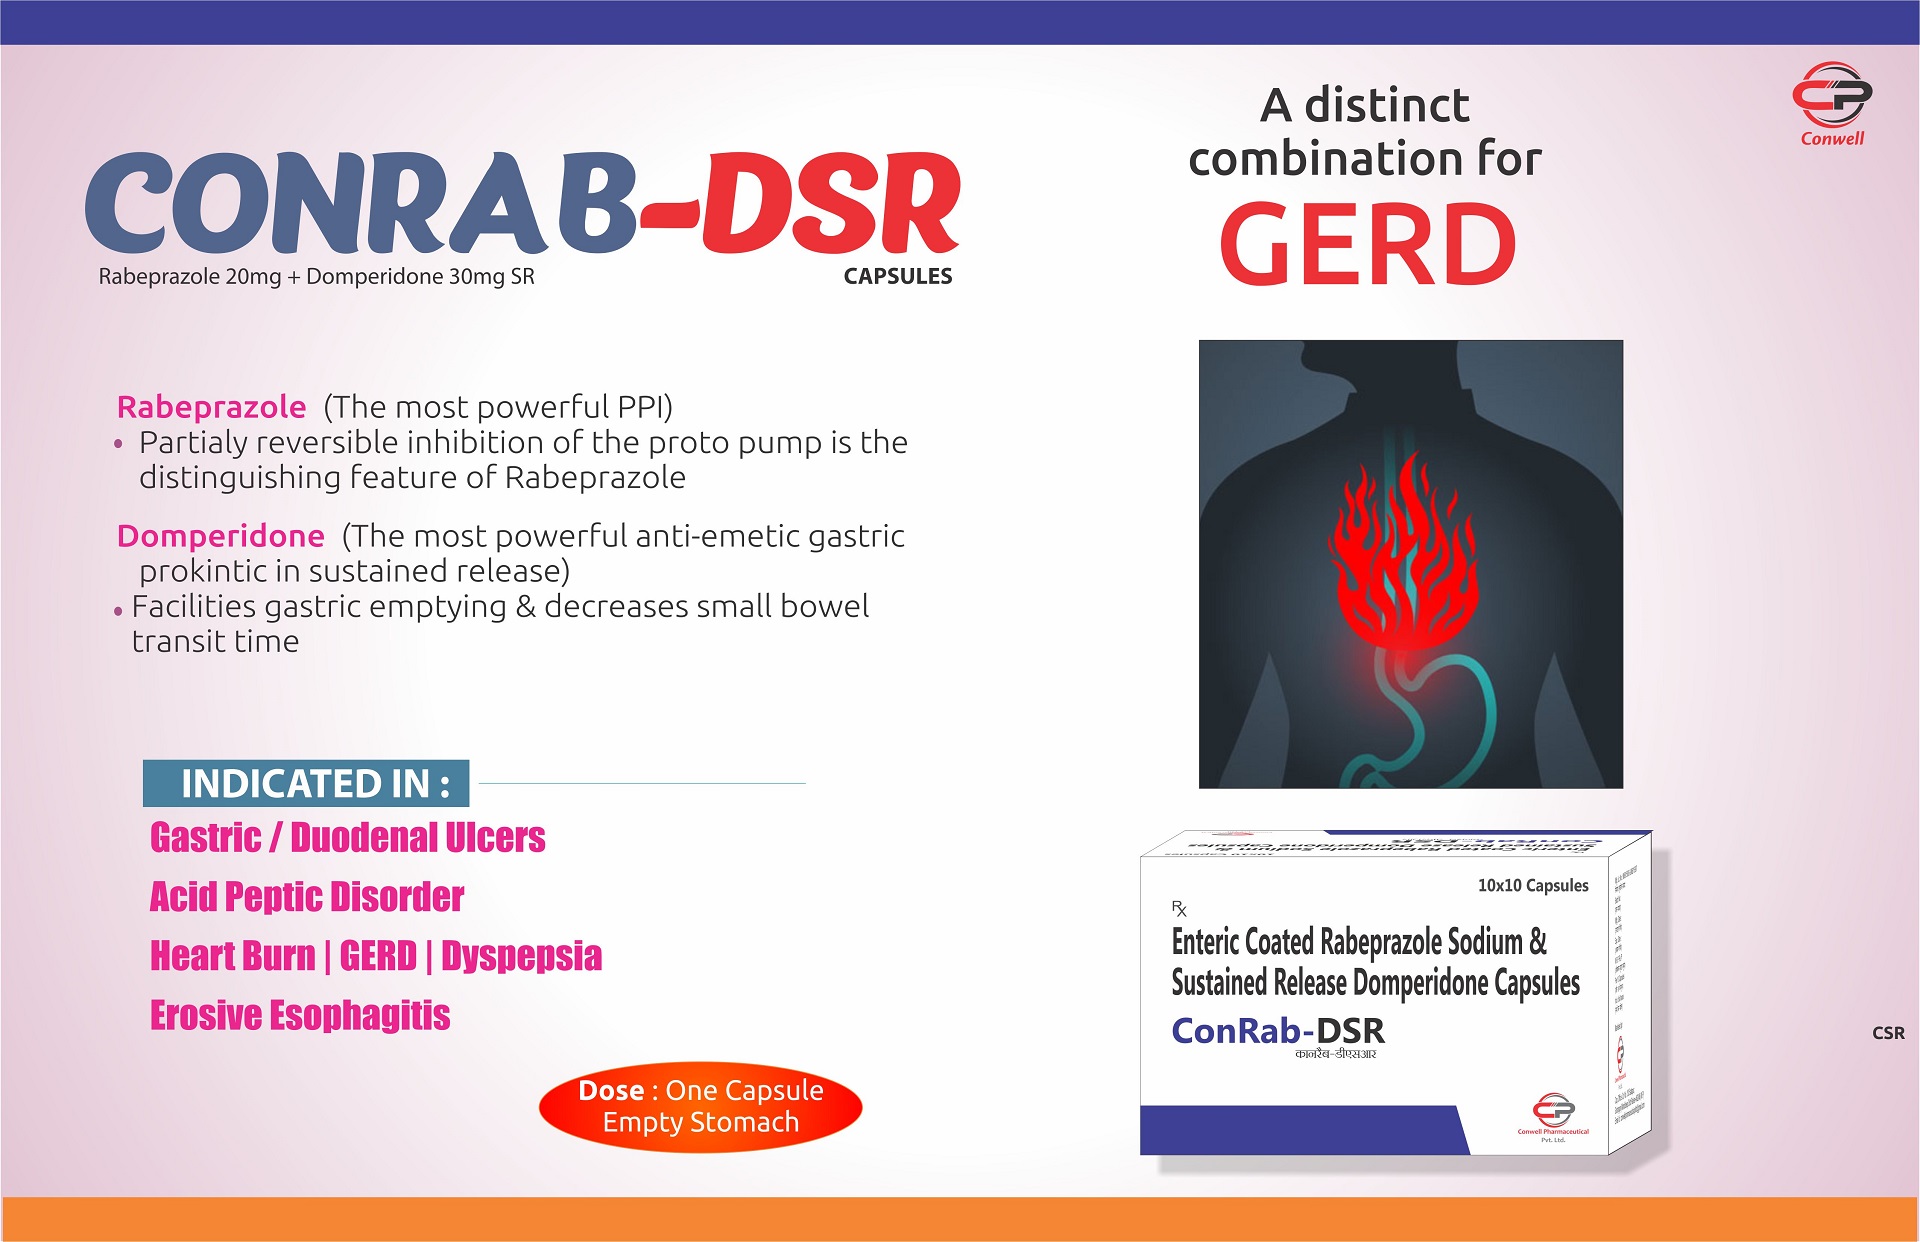 CONRAB-DSR
Rabeprazole 20mg + Domperidone 30mg SR
CAPSULES
Rabeprazole (The most powerful PPI)
• Partialy reversible inhibition of the proto pump is the
distinguishing feature of Rabeprazole
Domperidone (The most powerful anti-emetic gastric
prokintic in sustained release)
• Facilities gastric emptying & decreases small bowel
transit time
INDICATED IN :
Gastric / Duodenal Ulcers
Acid Peptic Disorder
Heart Burn | GERD | Dyspepsia
Erosive Esophagitis
Dose : One Capsule
Empty Stomach
A distinct
combination for
GERD
CP
Conwell
10x10 Capsules
Rx
Enteric Coated Rabeprazole Sodium &
Sustained Release Domperidone Capsules
ConRab-DSR
कानरैब-डीएसआर
CP
Conwell Pharmaceutical
Pvt. Ltd.
CSR